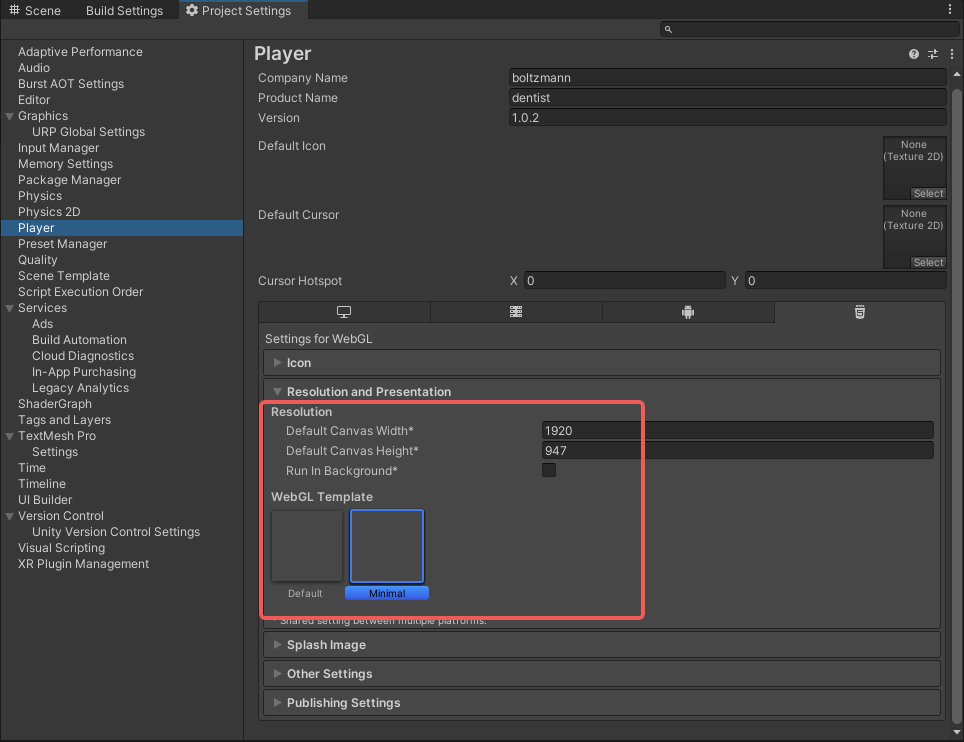 Scene Build Settings Project Settings
Player
Adaptive Performance
Audio
Burst AOT Settings
Editor
Graphics
URP Global Settings
Input Manager
Memory Settings
Package Manager
Physics
Physics 2D
Player
Preset Manager
Quality
Scene Template
Script Execution Order
Services
Ads
Build Automation
Cloud Diagnostics
In-App Purchasing
Legacy Analytics
ShaderGraph
Tags and Layers
TextMesh Pro
Settings
Time
Timeline
UI Builder
Version Control
Unity Version Control Settings
Visual Scripting
XR Plugin Management
Company Name boltzmann
Product Name dentist
Version 1.0.2
Default Icon
None
(Texture 2D)
Select
Default Cursor
None
(Texture 2D)
Select
Cursor Hotspot X 0 Y 0
Settings for WebGL
Icon
Resolution and Presentation
Resolution
Default Canvas Width* 1920
Default Canvas Height* 947
Run In Background*
WebGL Template
Default Minimal
* Shared setting between multiple platforms.
Splash Image
Other Settings
Publishing Settings